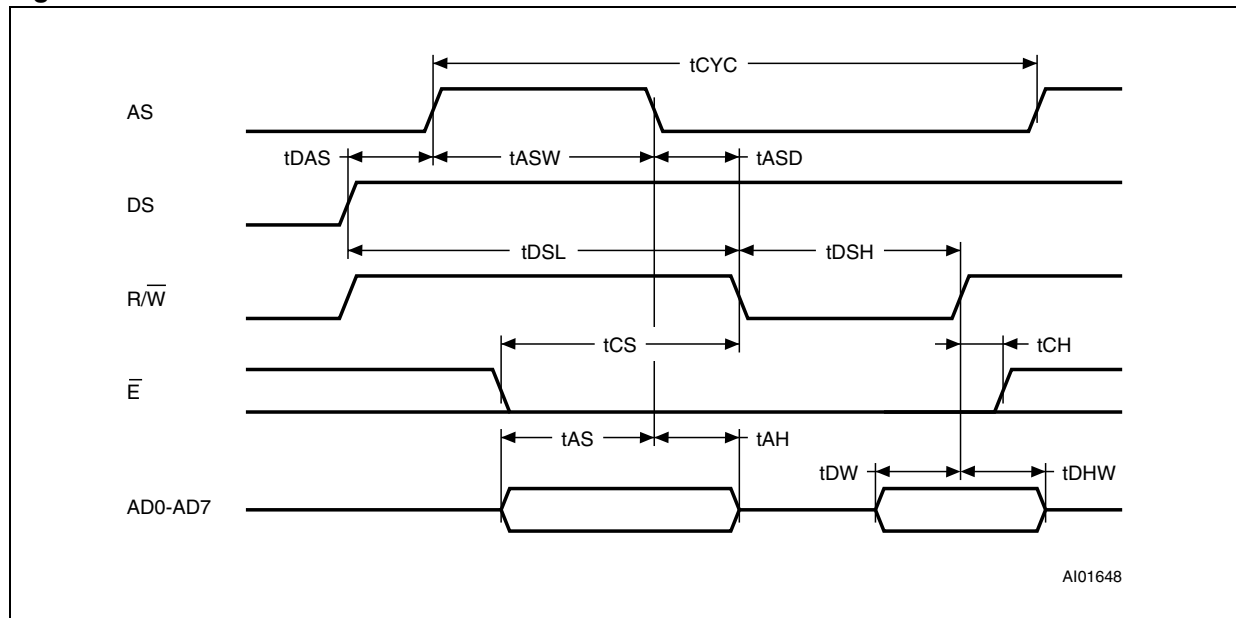 tCYC
AS
tDAS tASW tASD
DS
tDSL tDSH
R/W̅
tCS tCH
E̅
tAS tAH
tDW tDHW
AD0-AD7
AI01648